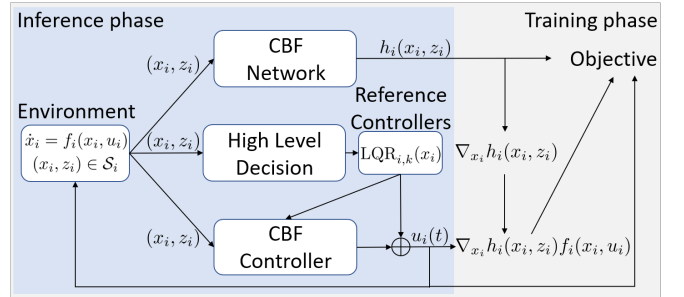 Inference phase
Training phase
(x_i, z_i)
CBF
Network
h_i(x_i, z_i)
Objective
Environment
ẋ_i = f_i(x_i, u_i)
(x_i, z_i) ∈ 𝒮_i
(x_i, z_i)
High Level
Decision
Reference
Controllers
LQR_{i,k}(x_i)
∇_{x_i} h_i(x_i, z_i)
(x_i, z_i)
CBF
Controller
u_i(t)
∇_{x_i} h_i(x_i, z_i) f_i(x_i, u_i)